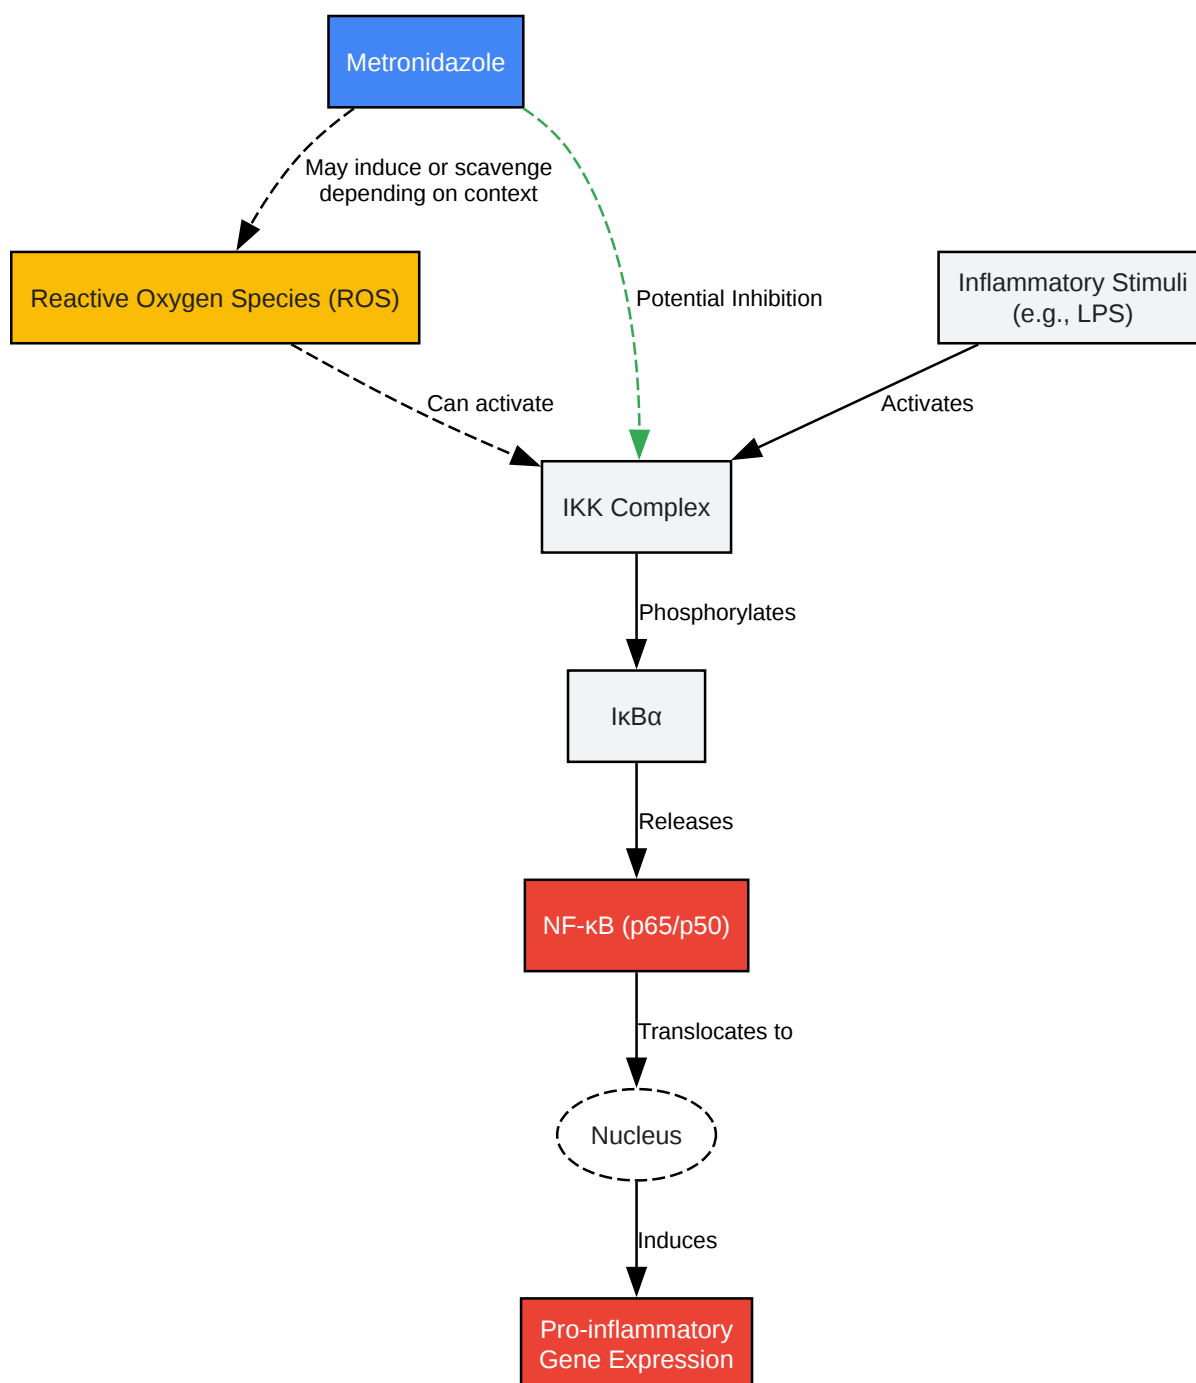 Metronidazole
May induce or scavenge
depending on context
Reactive Oxygen Species (ROS)
Potential Inhibition
Inflammatory Stimuli
(e.g., LPS)
Can activate
Activates
IKK Complex
Phosphorylates
IκBα
Releases
NF-κB (p65/p50)
Translocates to
Nucleus
Induces
Pro-inflammatory
Gene Expression